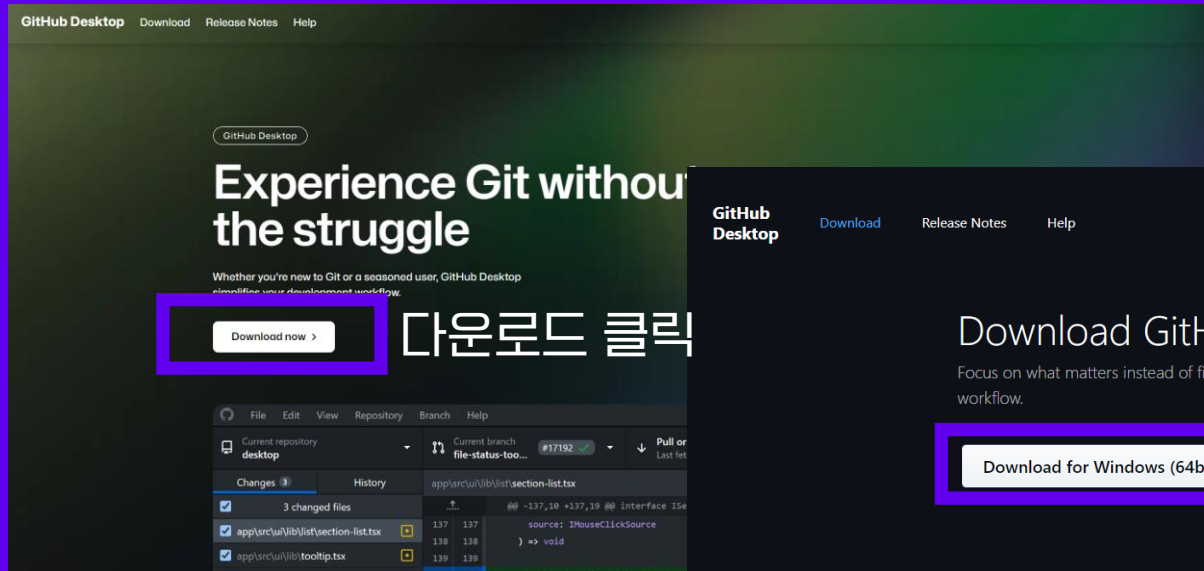 GitHub Desktop Download Release Notes Help
GitHub Desktop
Experience Git without
the struggle
Whether you're new to Git or a seasoned user, GitHub Desktop
simplifies your development workflow.
Download now >
다운로드 클릭
File Edit View Repository Branch Help
Current repository
desktop
Current branch
file-status-too...
#17192
Pull or
Last fet
Changes 3 History
app\src\ui\lib\list\section-list.tsx
3 changed files
app\src\ui\lib\list\section-list.tsx
app\src\ui\lib\tooltip.tsx
@@ -137,10 +137,19 @@ interface ISe
137 137 source: IMouseClickSource
138 138 ) => void
139 139
GitHub
Desktop
Download Release Notes Help
Download GitH
Focus on what matters instead of fi
workflow.
Download for Windows (64b